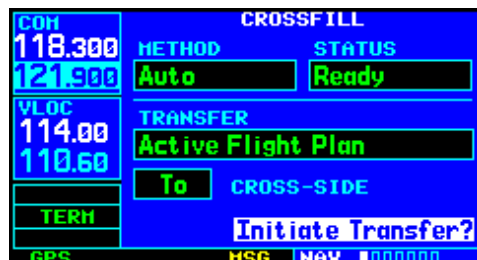 COM
118.300
121.900
VLOC
114.00
110.60
TERM
CROSSFILL
METHOD STATUS
Auto Ready
TRANSFER
Active Flight Plan
To CROSS-SIDE
Initiate Transfer?
GPS MSG NAV